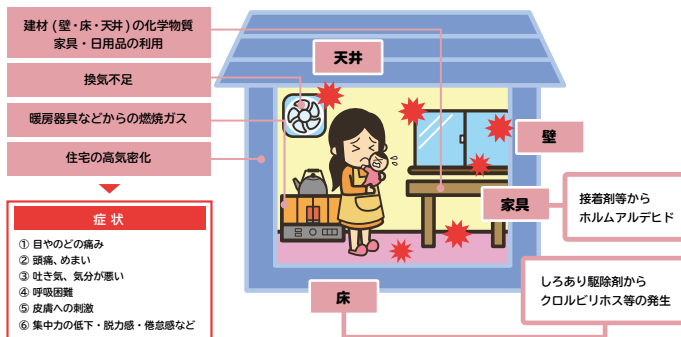 建材(壁・床・天井)の化学物質
家具・日用品の利用
換気不足
暖房器具などからの燃焼ガス
住宅の高気密化
症状
① 目やのどの痛み
② 頭痛、めまい
③ 吐き気、気分が悪い
④ 呼吸困難
⑤ 皮膚への刺激
⑥ 集中力の低下・脱力感・倦怠感など
天井
壁
家具
接着剤等から
ホルムアルデヒド
しろあり駆除剤から
クロルビリホス等の発生
床